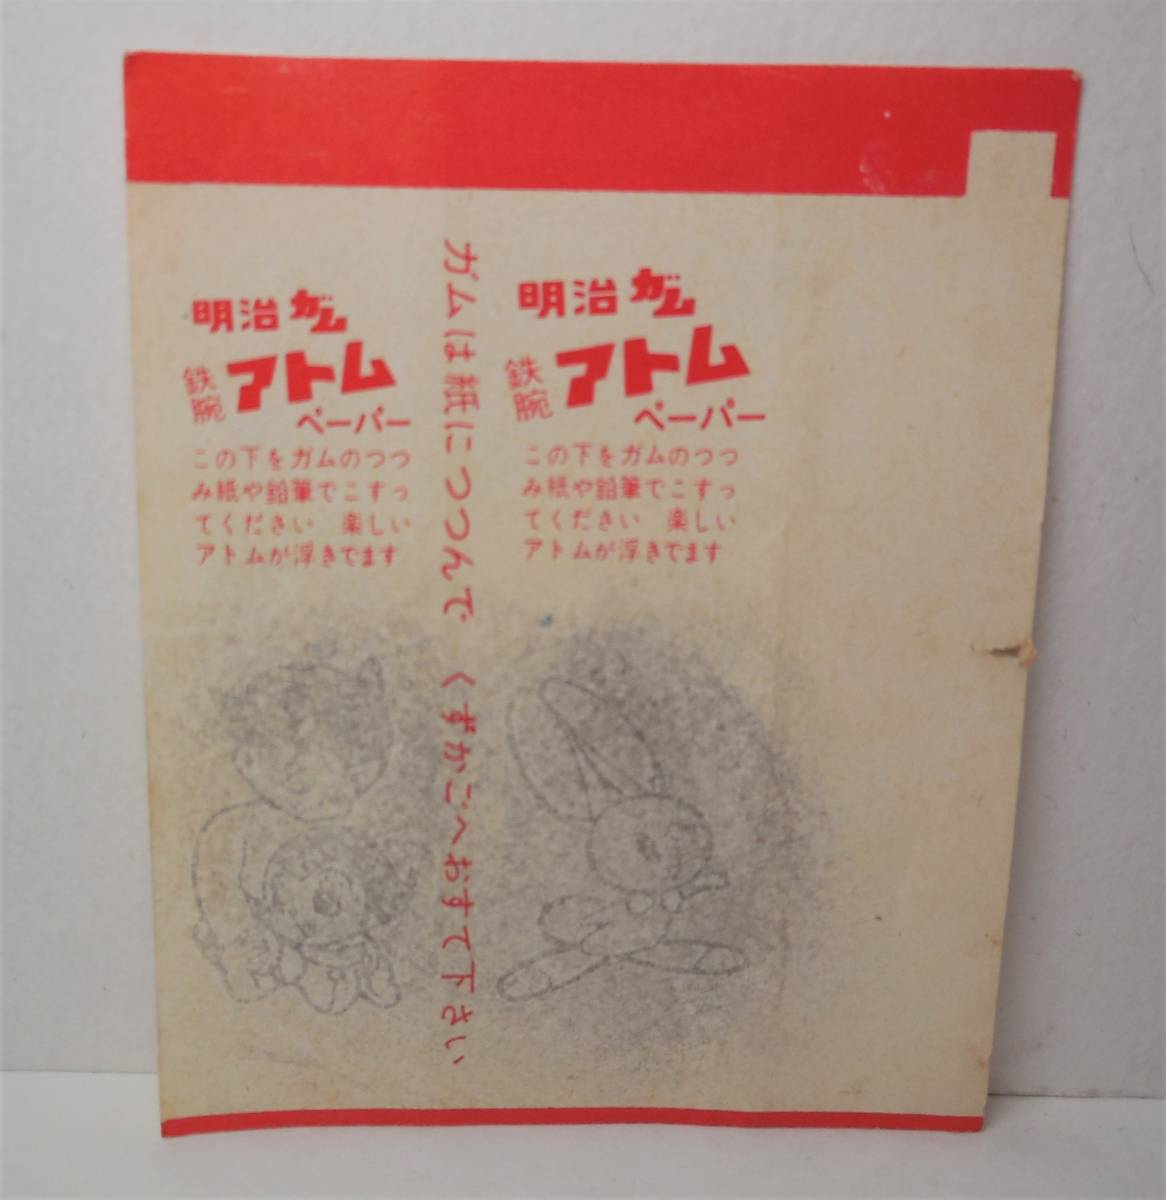 明治ガム
鉄腕アトム
ペーパー
この下をガムのつつ
み紙や鉛筆でこすっ
てください 楽しい
アトムが浮きでます
ガムは紙につつんで くずかごへおすて下さい
明治ガム
鉄腕アトム
ペーパー
この下をガムのつつ
み紙や鉛筆でこすっ
てください 楽しい
アトムが浮きでます